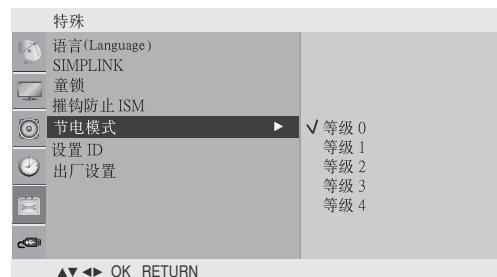 特殊
语言(Language)
SIMPLINK
童锁
摧钩防止 ISM
节电模式 ►
设置 ID
出厂设置
✓ 等级 0
等级 1
等级 2
等级 3
等级 4
▲▼ ◄► OK RETURN